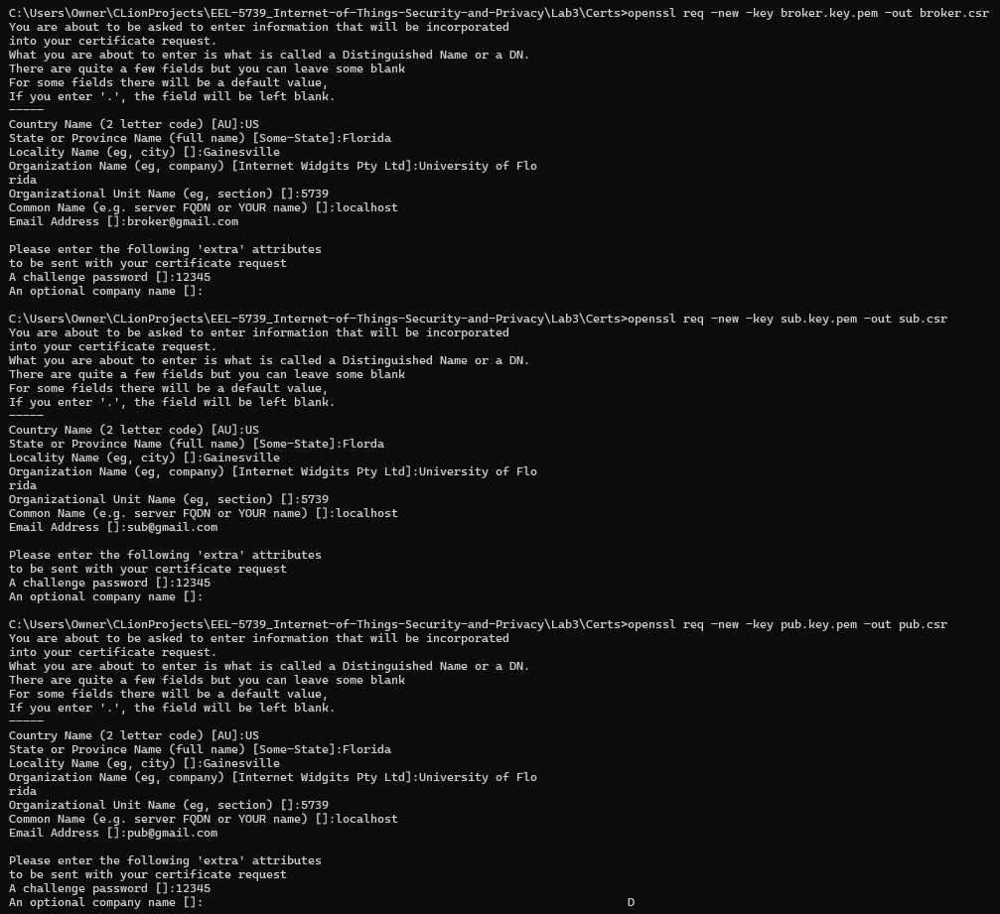 C:\Users\Owner\CLionProjects\EEL-5739_Internet-of-Things-Security-and-Privacy\Lab3\Certs>openssl req -new -key broker.key.pem -out broker.csr
You are about to be asked to enter information that will be incorporated
into your certificate request.
What you are about to enter is what is called a Distinguished Name or a DN.
There are quite a few fields but you can leave some blank
For some fields there will be a default value,
If you enter '.', the field will be left blank.
-----
Country Name (2 letter code) [AU]:US
State or Province Name (full name) [Some-State]:Florida
Locality Name (eg, city) []:Gainesville
Organization Name (eg, company) [Internet Widgits Pty Ltd]:University of Flo
rida
Organizational Unit Name (eg, section) []:5739
Common Name (e.g. server FQDN or YOUR name) []:localhost
Email Address []:broker@gmail.com

Please enter the following 'extra' attributes
to be sent with your certificate request
A challenge password []:12345
An optional company name []:

C:\Users\Owner\CLionProjects\EEL-5739_Internet-of-Things-Security-and-Privacy\Lab3\Certs>openssl req -new -key sub.key.pem -out sub.csr
You are about to be asked to enter information that will be incorporated
into your certificate request.
What you are about to enter is what is called a Distinguished Name or a DN.
There are quite a few fields but you can leave some blank
For some fields there will be a default value,
If you enter '.', the field will be left blank.
-----
Country Name (2 letter code) [AU]:US
State or Province Name (full name) [Some-State]:Florda
Locality Name (eg, city) []:Gainesville
Organization Name (eg, company) [Internet Widgits Pty Ltd]:University of Flo
rida
Organizational Unit Name (eg, section) []:5739
Common Name (e.g. server FQDN or YOUR name) []:localhost
Email Address []:sub@gmail.com

Please enter the following 'extra' attributes
to be sent with your certificate request
A challenge password []:12345
An optional company name []:

C:\Users\Owner\CLionProjects\EEL-5739_Internet-of-Things-Security-and-Privacy\Lab3\Certs>openssl req -new -key pub.key.pem -out pub.csr
You are about to be asked to enter information that will be incorporated
into your certificate request.
What you are about to enter is what is called a Distinguished Name or a DN.
There are quite a few fields but you can leave some blank
For some fields there will be a default value,
If you enter '.', the field will be left blank.
-----
Country Name (2 letter code) [AU]:US
State or Province Name (full name) [Some-State]:Florida
Locality Name (eg, city) []:Gainesville
Organization Name (eg, company) [Internet Widgits Pty Ltd]:University of Flo
rida
Organizational Unit Name (eg, section) []:5739
Common Name (e.g. server FQDN or YOUR name) []:localhost
Email Address []:pub@gmail.com

Please enter the following 'extra' attributes
to be sent with your certificate request
A challenge password []:12345
An optional company name []: D